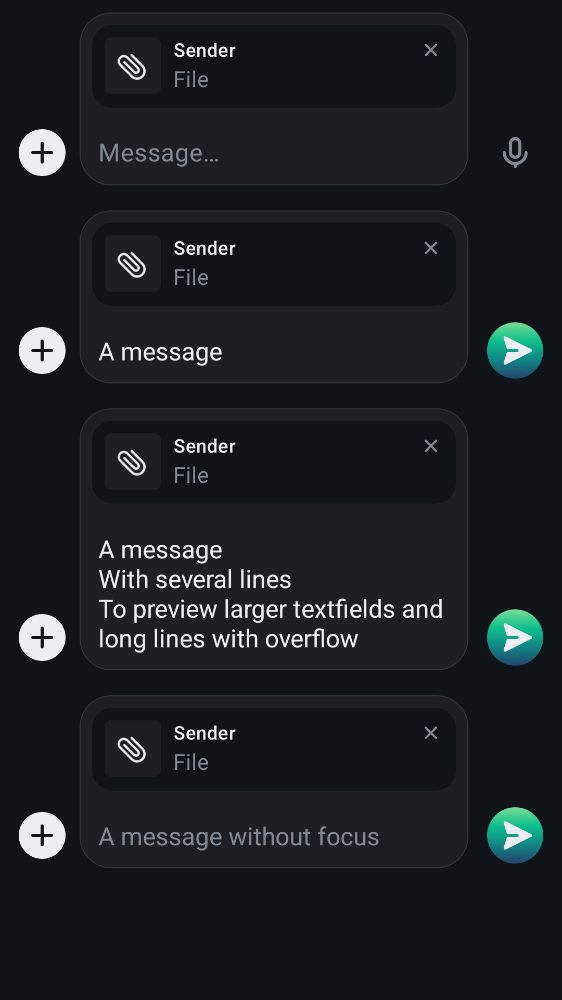 Sender
File
Message…
Sender
File
A message
Sender
File
A message
With several lines
To preview larger textfields and
long lines with overflow
Sender
File
A message without focus